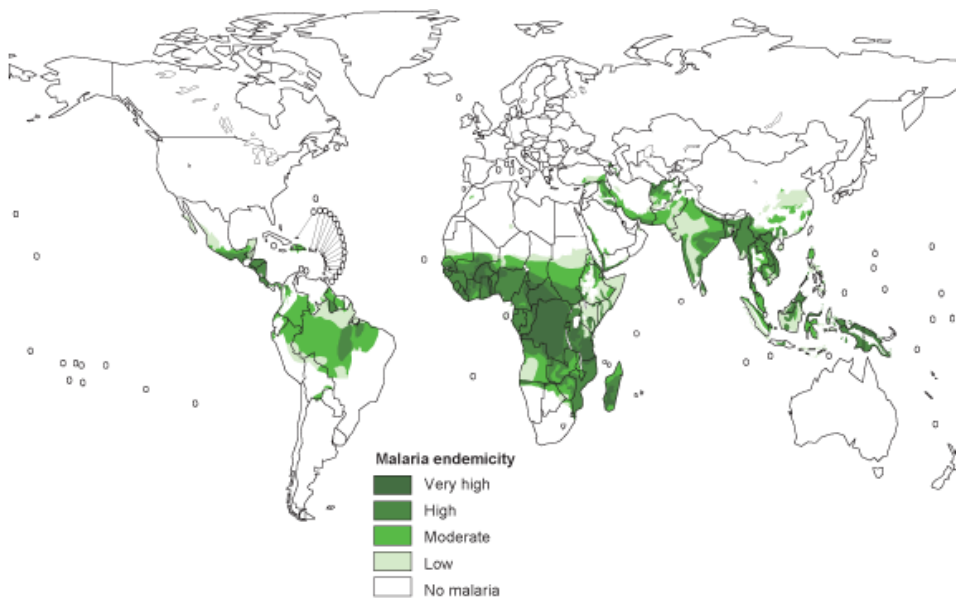 Malaria endemicity
Very high
High
Moderate
Low
No malaria